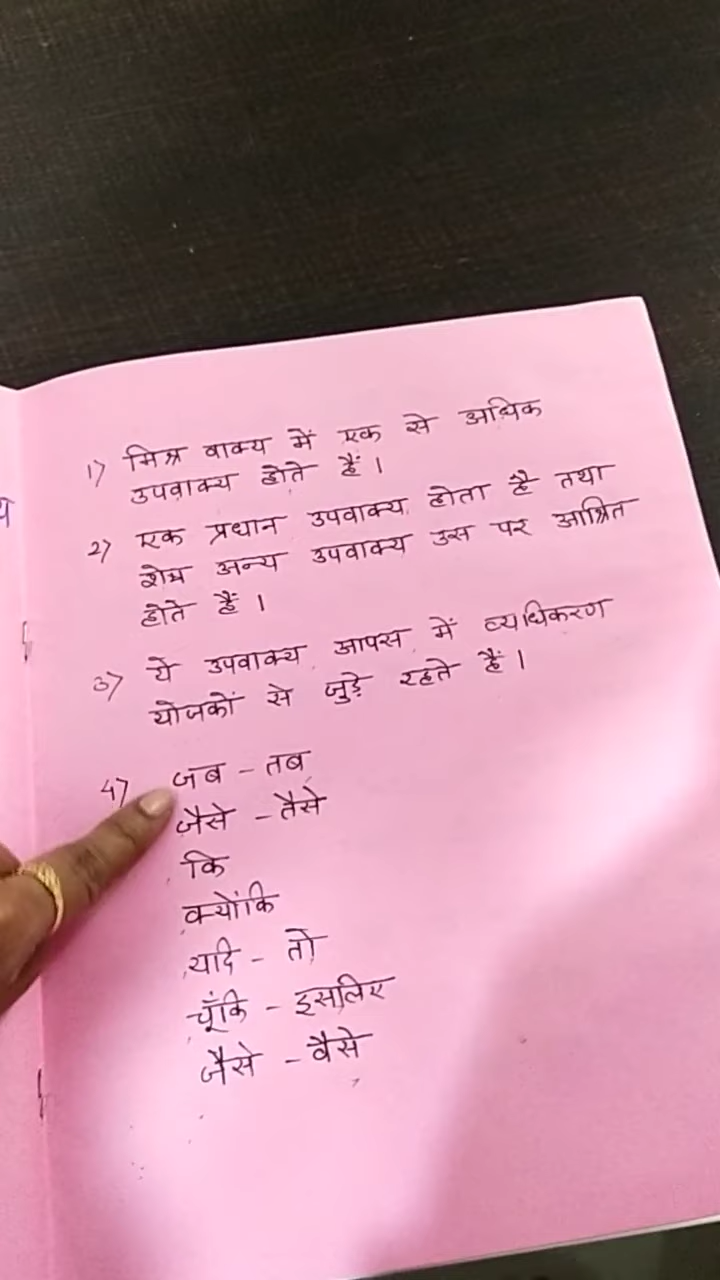 1) मिश्र वाक्य में एक से अधिक
उपवाक्य होते हैं।
2) एक प्रधान उपवाक्य होता है तथा
शेष अन्य उपवाक्य उस पर आश्रित
होते हैं।
3) ये उपवाक्य आपस में व्यधिकरण
योजकों से जुड़े रहते हैं।
4) जब - तब
जैसे - तैसे
कि
क्योंकि
यदि - तो
चूँकि - इसलिए
जैसे - वैसे